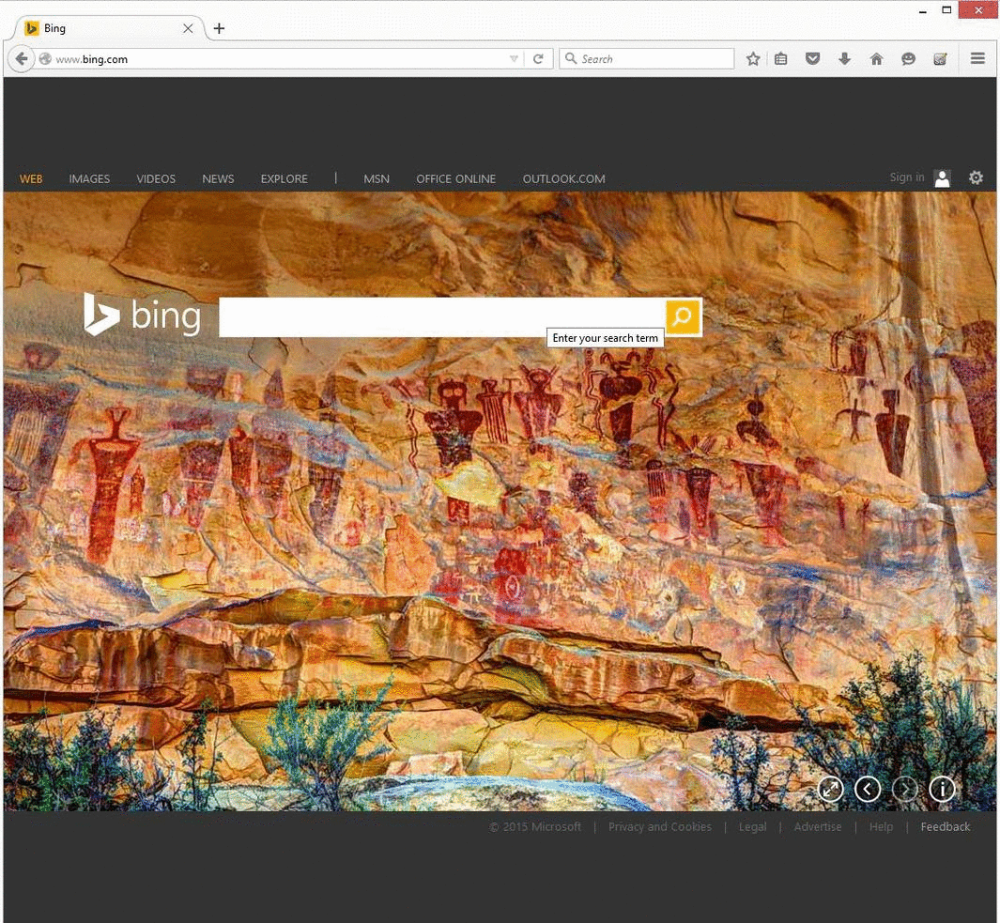 Bing
www.bing.com
Search
WEB IMAGES VIDEOS NEWS EXPLORE | MSN OFFICE ONLINE OUTLOOK.COM Sign in
bing
Enter your search term
© 2015 Microsoft | Privacy and Cookies | Legal | Advertise | Help | Feedback